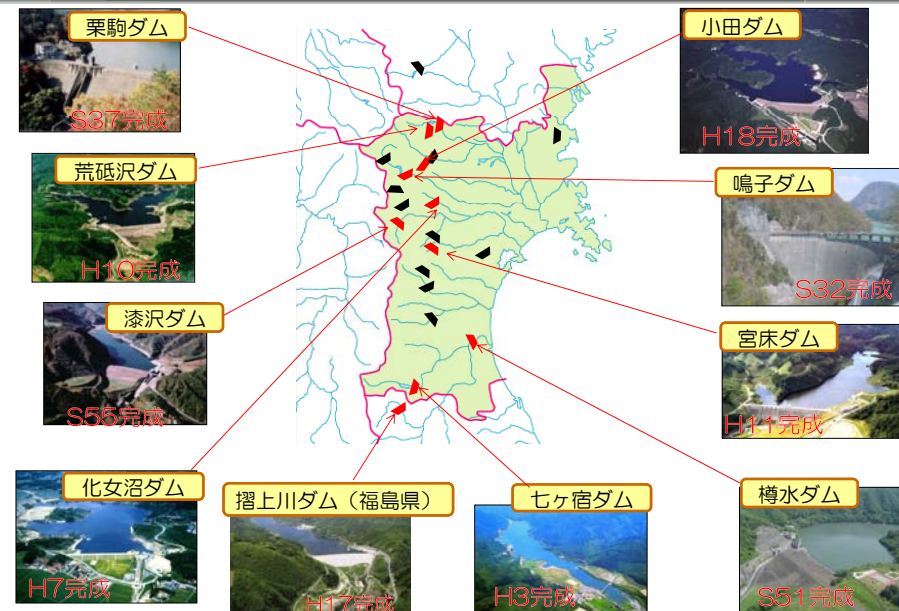 栗駒ダム
S37完成
小田ダム
H18完成
荒砥沢ダム
H10完成
鳴子ダム
S32完成
漆沢ダム
S55完成
宮床ダム
H11完成
化女沼ダム
H7完成
摺上川ダム（福島県）
H17完成
七ヶ宿ダム
H3完成
樽水ダム
S51完成